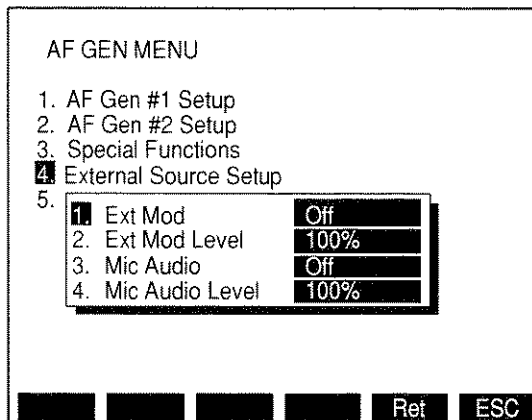 AF GEN MENU
1. AF Gen #1 Setup
2. AF Gen #2 Setup
3. Special Functions
4. External Source Setup
5.
1. Ext Mod Off
2. Ext Mod Level 100%
3. Mic Audio Off
4. Mic Audio Level 100%
Ret ESC